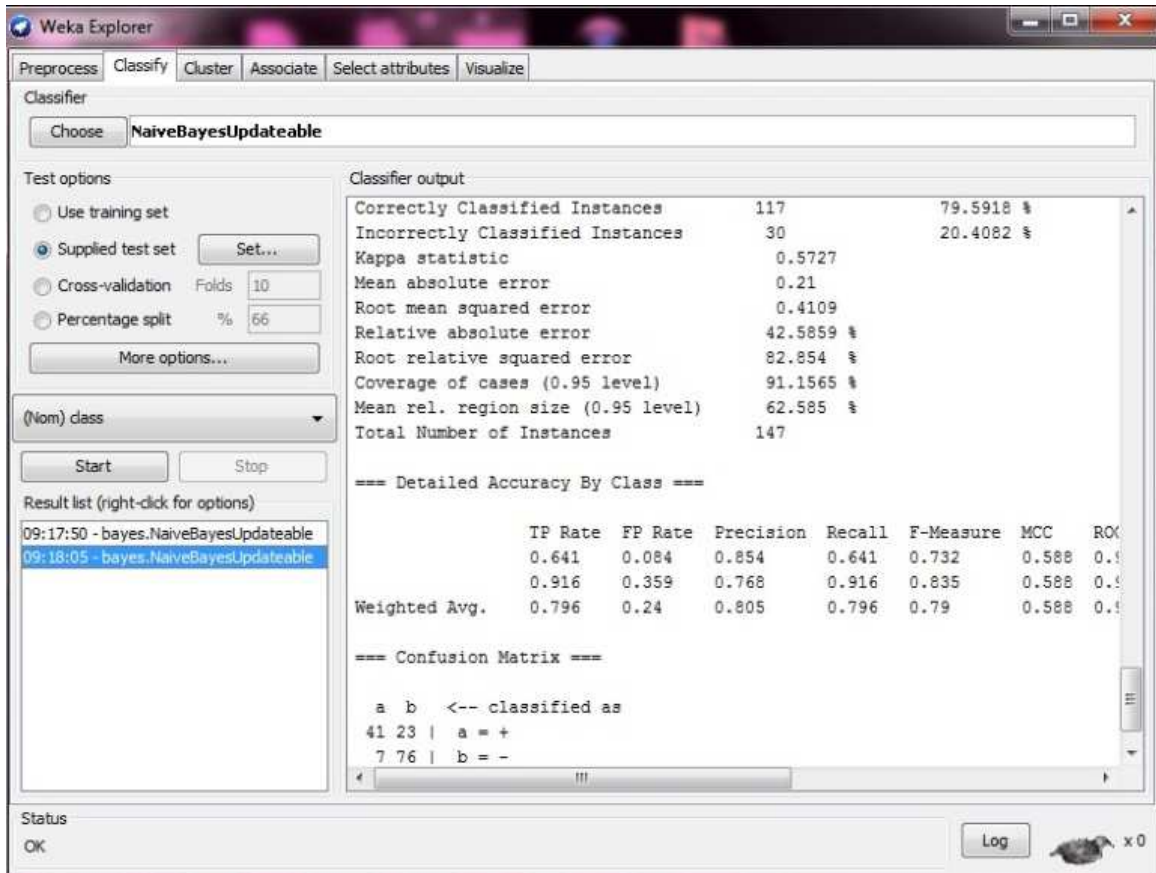 Weka Explorer
Preprocess Classify Cluster Associate Select attributes Visualize
Classifier
Choose NaiveBayesUpdateable
Test options
Use training set
Supplied test set Set...
Cross-validation Folds 10
Percentage split % 66
More options...
(Nom) class
Start Stop
Result list (right-click for options)
09:17:50 - bayes.NaiveBayesUpdateable
09:18:05 - bayes.NaiveBayesUpdateable
Classifier output
Correctly Classified Instances 117 79.5918 %
Incorrectly Classified Instances 30 20.4082 %
Kappa statistic 0.5727
Mean absolute error 0.21
Root mean squared error 0.4109
Relative absolute error 42.5859 %
Root relative squared error 82.854 %
Coverage of cases (0.95 level) 91.1565 %
Mean rel. region size (0.95 level) 62.585 %
Total Number of Instances 147
=== Detailed Accuracy By Class ===
TP Rate FP Rate Precision Recall F-Measure MCC
0.641 0.084 0.854 0.641 0.732 0.588
0.916 0.359 0.768 0.916 0.835 0.588
Weighted Avg. 0.796 0.24 0.805 0.796 0.79 0.588
=== Confusion Matrix ===
a b <-- classified as
41 23 | a = +
7 76 | b = -
Status
OK
Log x 0